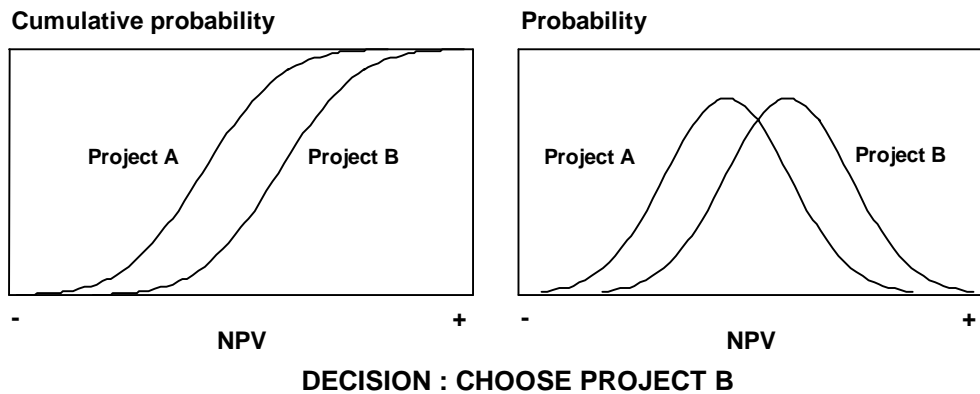 Cumulative probability
Project A
Project B
-
+
NPV
Probability
Project A
Project B
-
+
NPV
DECISION : CHOOSE PROJECT B